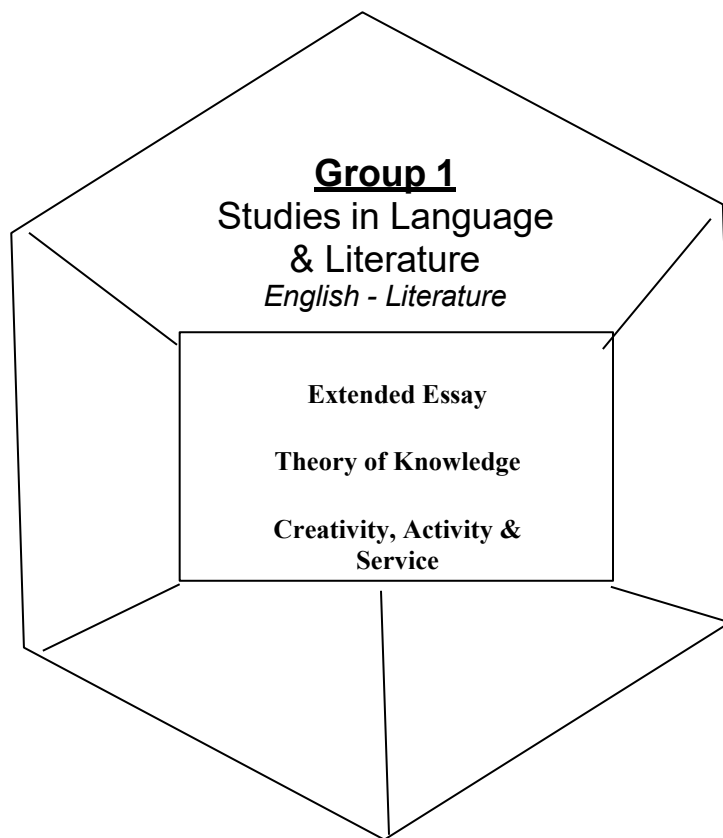 Group 1
Studies in Language
& Literature
English - Literature
Extended Essay
Theory of Knowledge
Creativity, Activity &
Service